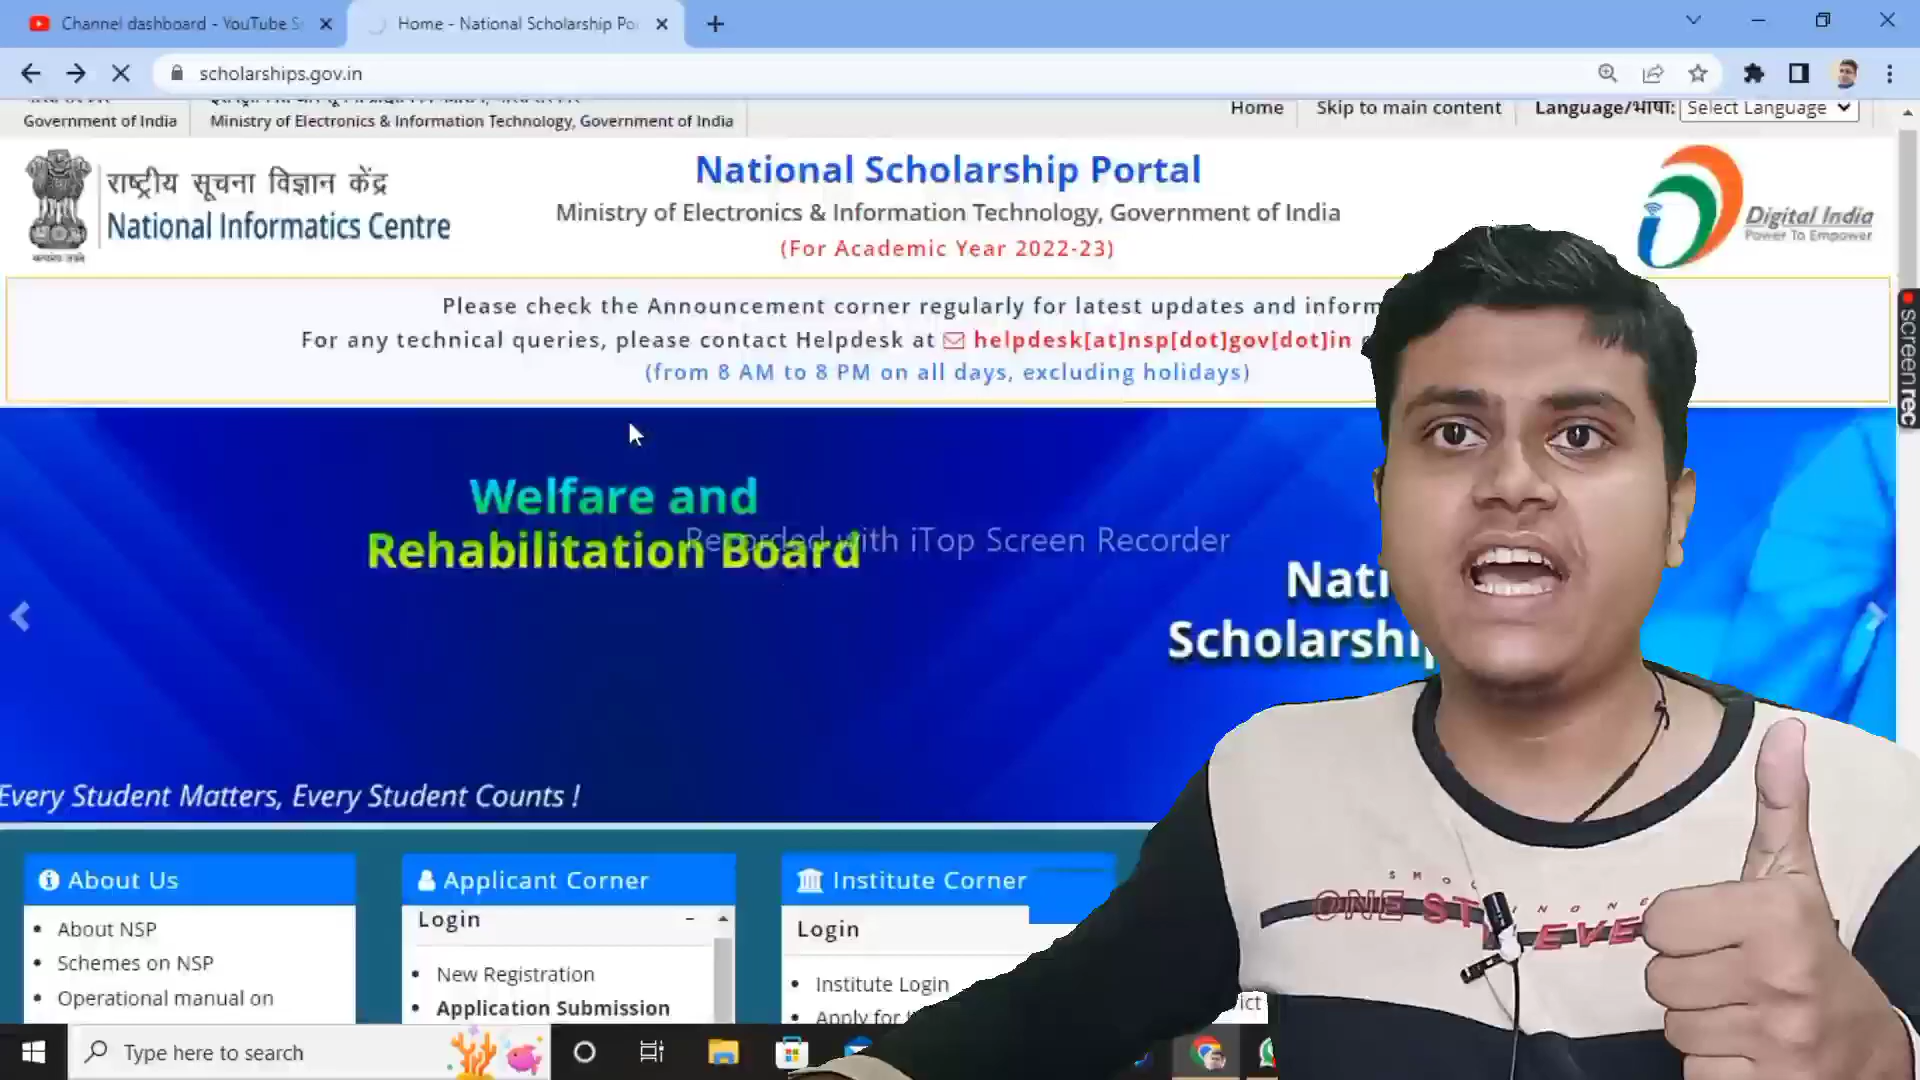 Channel dashboard - YouTube S
Home - National Scholarship Po
scholarships.gov.in
Government of India
Ministry of Electronics & Information Technology, Government of India
Home
Skip to main content
Language/भाषा:
Select Language
राष्ट्रीय सूचना विज्ञान केंद्र
National Informatics Centre
National Scholarship Portal
Ministry of Electronics & Information Technology, Government of India
(For Academic Year 2022-23)
Digital India
Power To Empower
Please check the Announcement corner regularly for latest updates and inform
For any technical queries, please contact Helpdesk at helpdesk[at]nsp[dot]gov[dot]in
(from 8 AM to 8 PM on all days, excluding holidays)
screenrec
Welfare and
Rehabilitation Board
Recorded with iTop Screen Recorder
Nati
Scholarship
Every Student Matters, Every Student Counts !
About Us
About NSP
Schemes on NSP
Operational manual on
Applicant Corner
Login
New Registration
Application Submission
Institute Corner
Login
Institute Login
Apply for
ONE ST
EVE
Type here to search